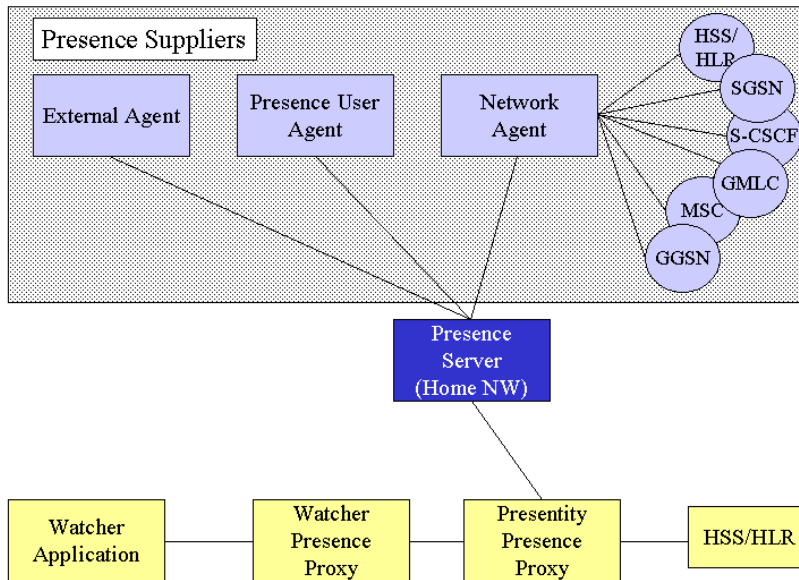 Presence Suppliers
External Agent
Presence User
Agent
Network
Agent
HSS/
HLR
SGSN
S-CSCF
GMLC
MSC
GGSN
Presence
Server
(Home NW)
Watcher
Application
Watcher
Presence
Proxy
Presentity
Presence
Proxy
HSS/HLR